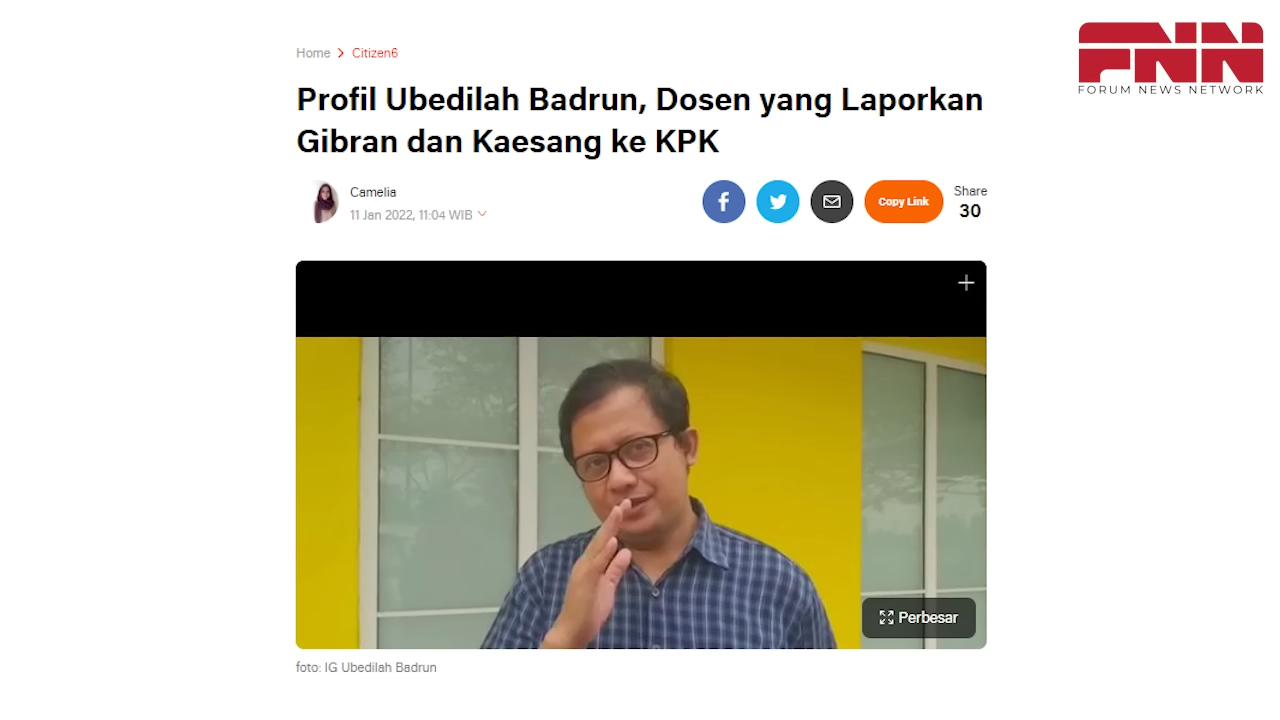 FNN
FORUM NEWS NETWORK
Home > Citizen6
Profil Ubedilah Badrun, Dosen yang Laporkan
Gibran dan Kaesang ke KPK
Camelia
11 Jan 2022, 11:04 WIB
Copy Link
Share
30
Perbesar
foto: IG Ubedilah Badrun